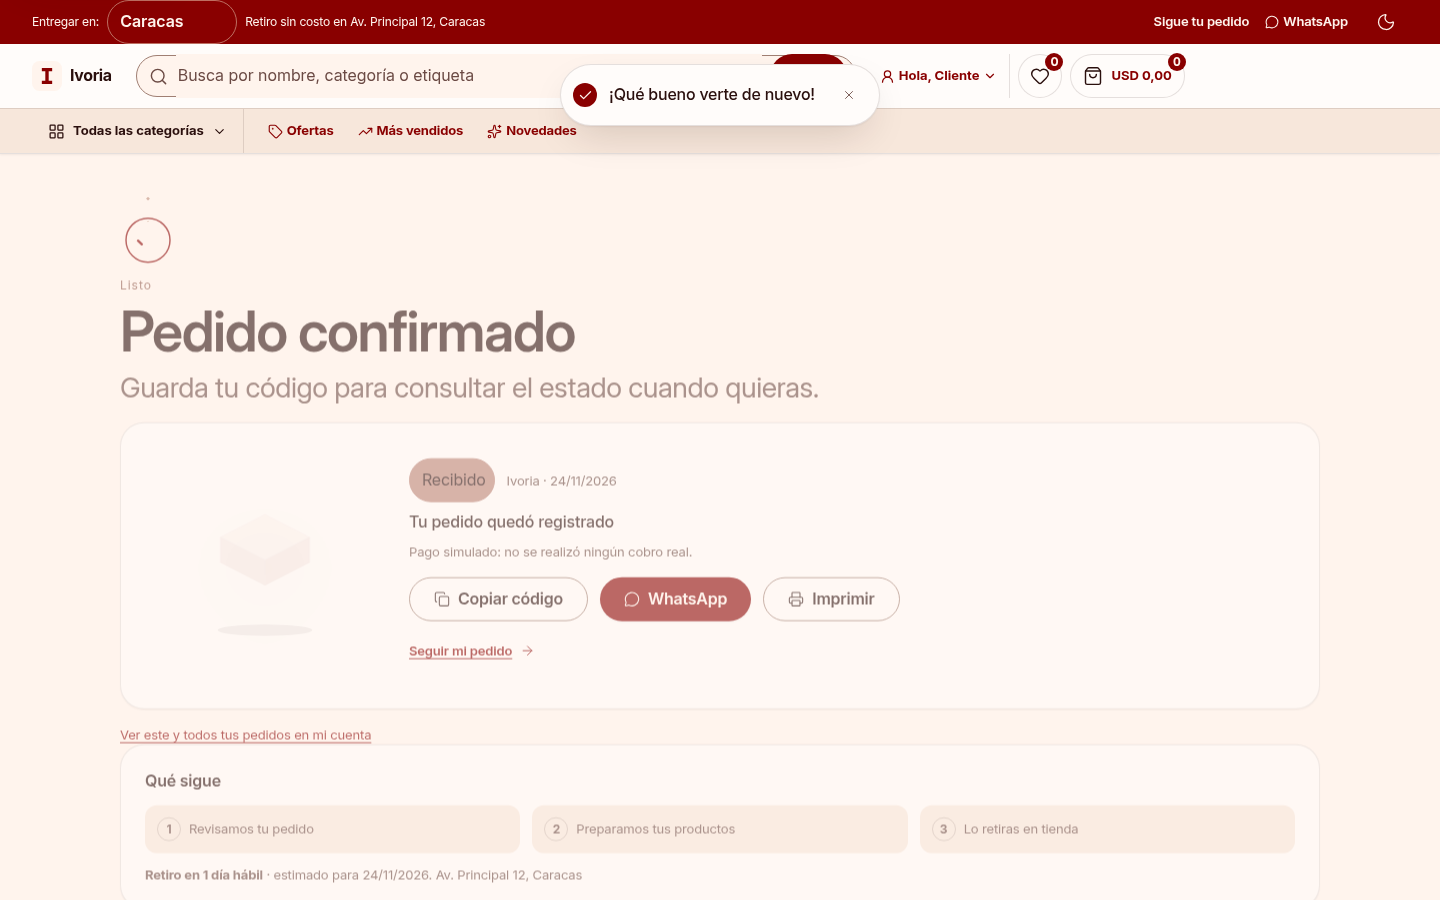 Entregar en: Caracas Retiro sin costo en Av. Principal 12, Caracas Sigue tu pedido WhatsApp
I Ivoria Busca por nombre, categoría o etiqueta Hola, Cliente 0 USD 0,00 0
¡Qué bueno verte de nuevo!
Todas las categorías Ofertas Más vendidos Novedades
Listo
Pedido confirmado
Guarda tu código para consultar el estado cuando quieras.
Recibido Ivoria · 24/11/2026
Tu pedido quedó registrado
Pago simulado: no se realizó ningún cobro real.
Copiar código WhatsApp Imprimir
Seguir mi pedido
Ver este y todos tus pedidos en mi cuenta
Qué sigue
1 Revisamos tu pedido 2 Preparamos tus productos 3 Lo retiras en tienda
Retiro en 1 día hábil · estimado para 24/11/2026. Av. Principal 12, Caracas